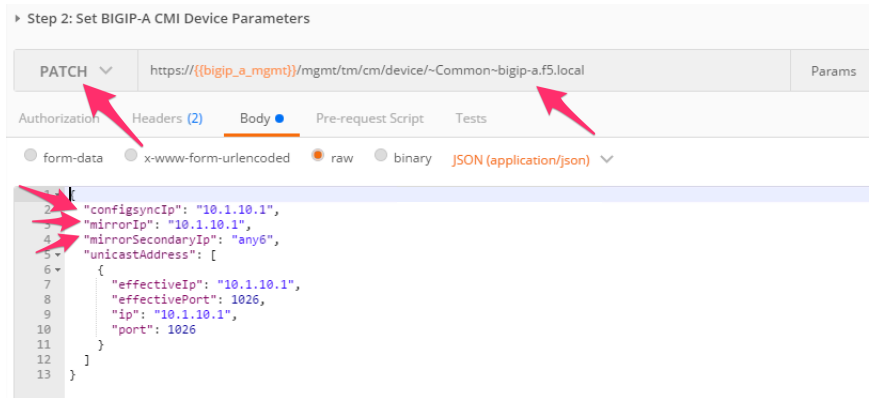 Step 2: Set BIGIP-A CMI Device Parameters
PATCH https://{{bigip_a_mgmt}}/mgmt/tm/cm/device/~Common~bigip-a.f5.local Params
Authorization Headers (2) Body Pre-request Script Tests
form-data x-www-form-urlencoded raw binary JSON (application/json)
1 {
2 "configsyncIp": "10.1.10.1",
3 "mirrorIp": "10.1.10.1",
4 "mirrorSecondaryIp": "any6",
5 "unicastAddress": [
6 {
7 "effectiveIp": "10.1.10.1",
8 "effectivePort": 1026,
9 "ip": "10.1.10.1",
10 "port": 1026
11 }
12 ]
13 }